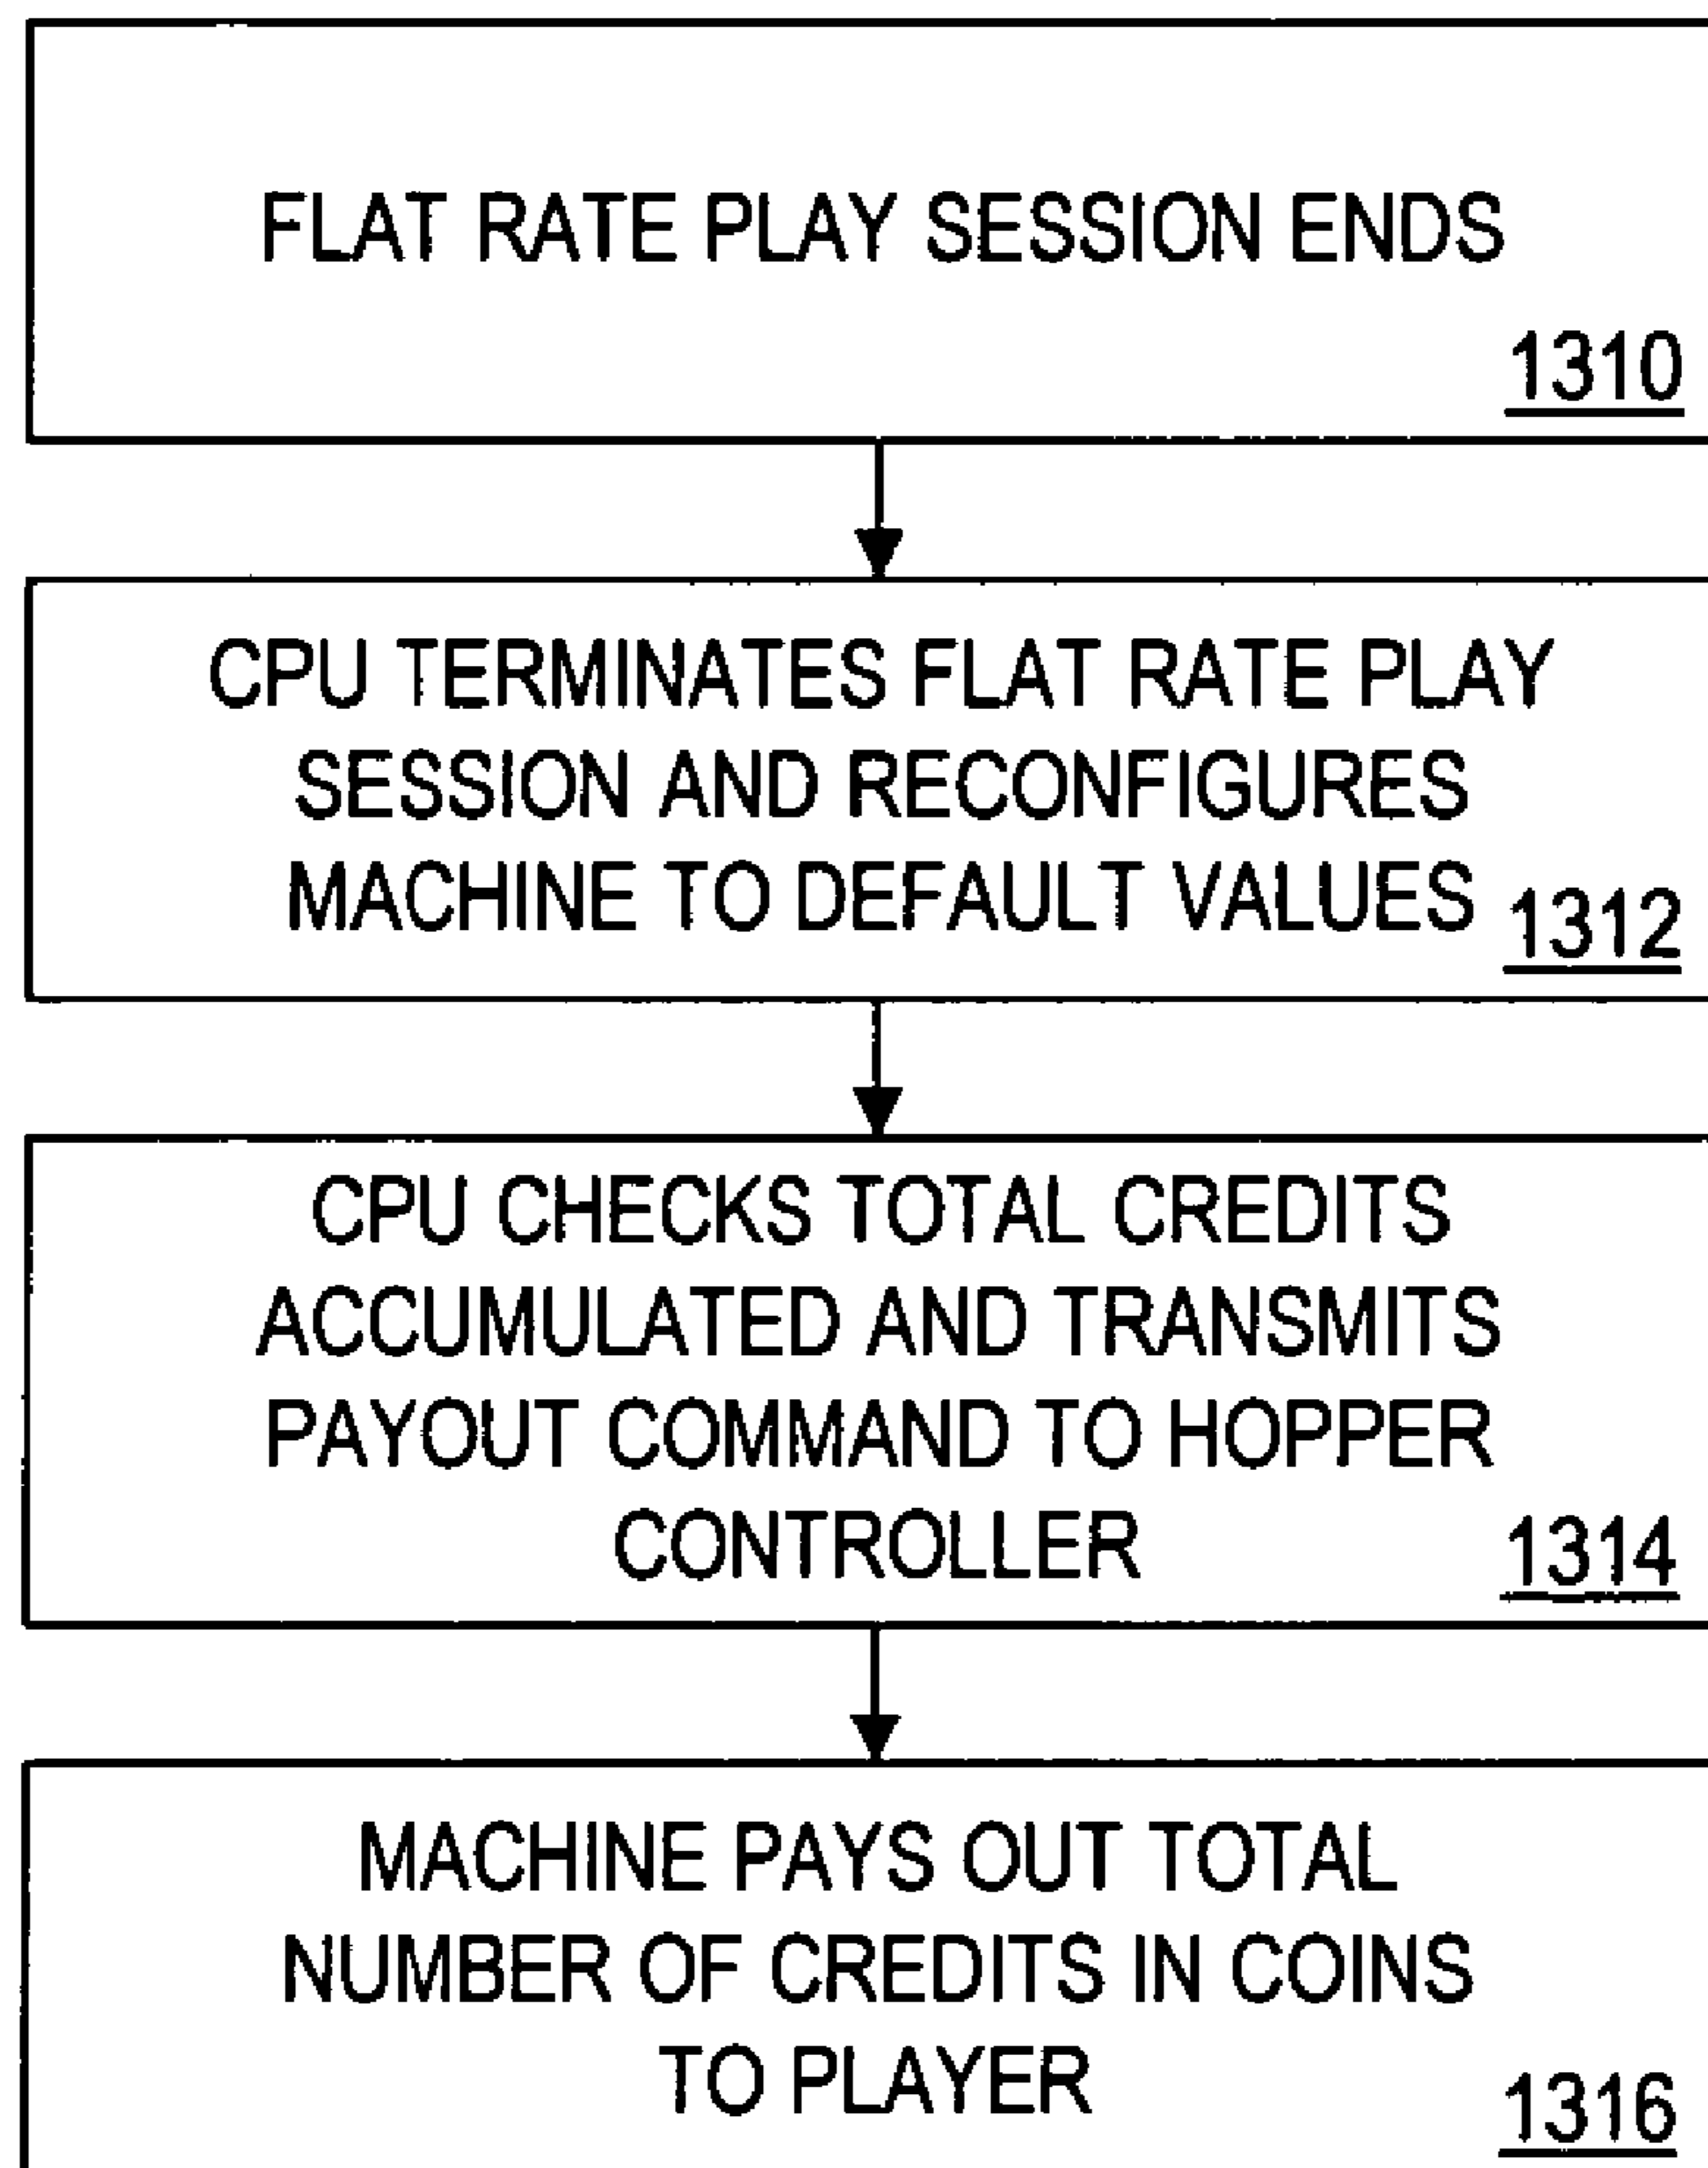 FLAT RATE PLAY SESSION ENDS
1310
CPU TERMINATES FLAT RATE PLAY
SESSION AND RECONFIGURES
MACHINE TO DEFAULT VALUES 1312
CPU CHECKS TOTAL CREDITS
ACCUMULATED AND TRANSMITS
PAYOUT COMMAND TO HOPPER
CONTROLLER 1314
MACHINE PAYS OUT TOTAL
NUMBER OF CREDITS IN COINS
TO PLAYER 1316